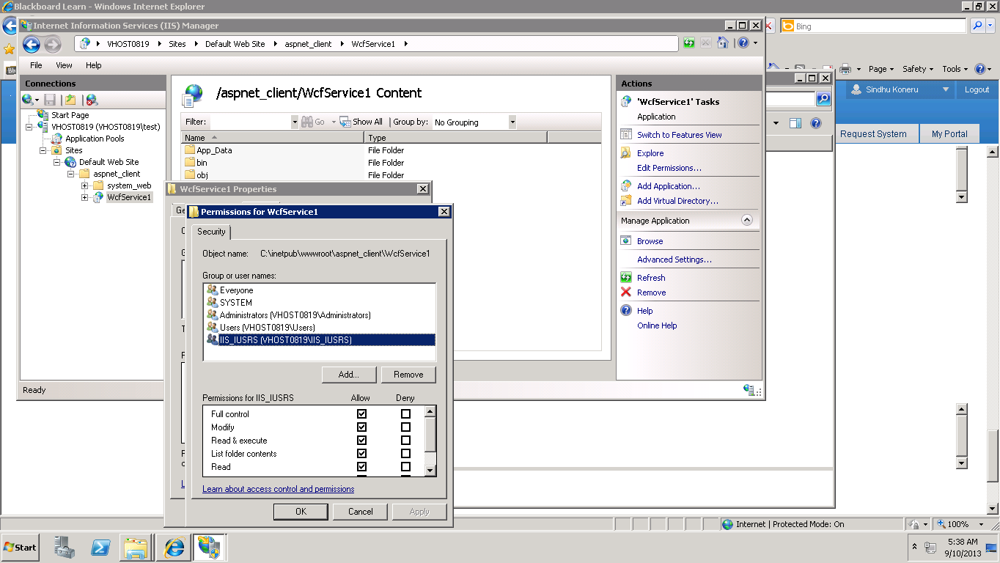 Blackboard Learn - Windows Internet Explorer
Internet Information Services (IIS) Manager
Bing
VHOST0819 Sites Default Web Site aspnet_client WcfService1
File View Help
Page Safety Tools
Connections
Start Page
VHOST0819 (VHOST0819\test)
Application Pools
Sites
Default Web Site
aspnet_client
system_web
WcfService1
Ready
/aspnet_client/WcfService1 Content
Filter: Go Show All Group by: No Grouping
Name Type
App_Data File Folder
bin File Folder
obj File Folder
Actions
'WcfService1' Tasks
Application
Switch to Features View
Explore
Edit Permissions...
Add Application...
Add Virtual Directory...
Manage Application
Browse
Advanced Settings...
Refresh
Remove
Help
Online Help
Sindhu Koneru Logout
Request System My Portal
WcfService1 Properties
Ge
Permissions for WcfService1
Security
Object name: C:\inetpub\wwwroot\aspnet_client\WcfService1
Group or user names:
Everyone
SYSTEM
Administrators (VHOST0819\Administrators)
Users (VHOST0819\Users)
IIS_IUSRS (VHOST0819\IIS_IUSRS)
Add... Remove
Permissions for IIS_IUSRS Allow Deny
Full control
Modify
Read & execute
List folder contents
Read
Learn about access control and permissions
OK Cancel Apply
Internet | Protected Mode: On 100%
Start
5:38 AM
9/10/2013